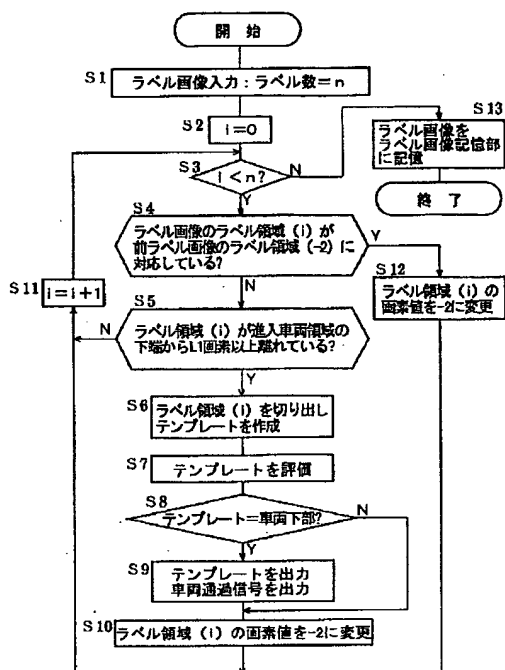 開始
S1
ラベル画像入力:ラベル数=n
S2
i=0
S3
i<n?
N
Y
S13
ラベル画像を
ラベル画像記憶部
に記憶
終了
S4
ラベル画像のラベル領域(i)が
前ラベル画像のラベル領域(-2)に
対応している?
Y
N
S12
ラベル領域(i)の
画素値を-2に変更
S11
i=i+1
S5
ラベル領域(i)が進入車両領域の
下端からL1画素以上離れている?
N
Y
S6
ラベル領域(i)を切り出し
テンプレートを作成
S7
テンプレートを評価
S8
テンプレート=車両下部?
N
Y
S9
テンプレートを出力
車両通過信号を出力
S10
ラベル領域(i)の画素値を-2に変更